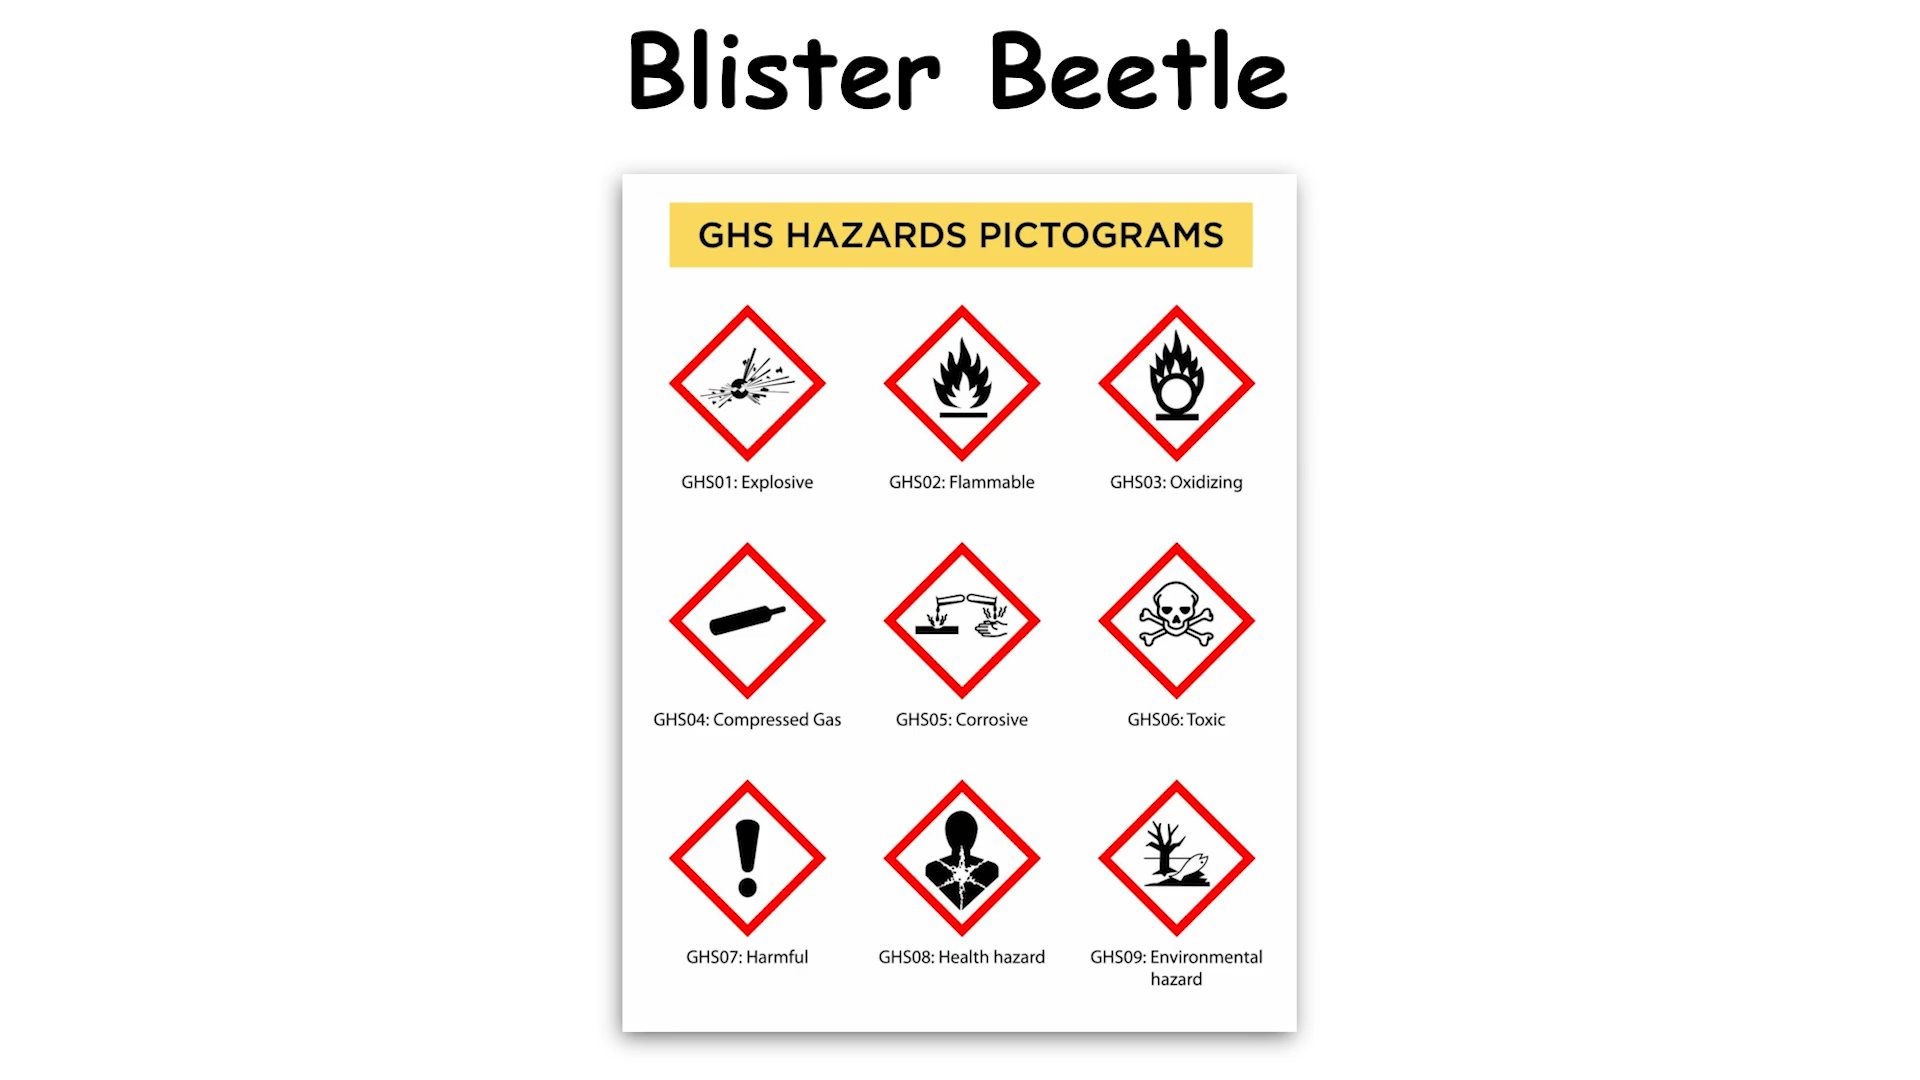 Blister Beetle
GHS HAZARDS PICTOGRAMS
GHS01: Explosive
GHS02: Flammable
GHS03: Oxidizing
GHS04: Compressed Gas
GHS05: Corrosive
GHS06: Toxic
GHS07: Harmful
GHS08: Health hazard
GHS09: Environmental
hazard